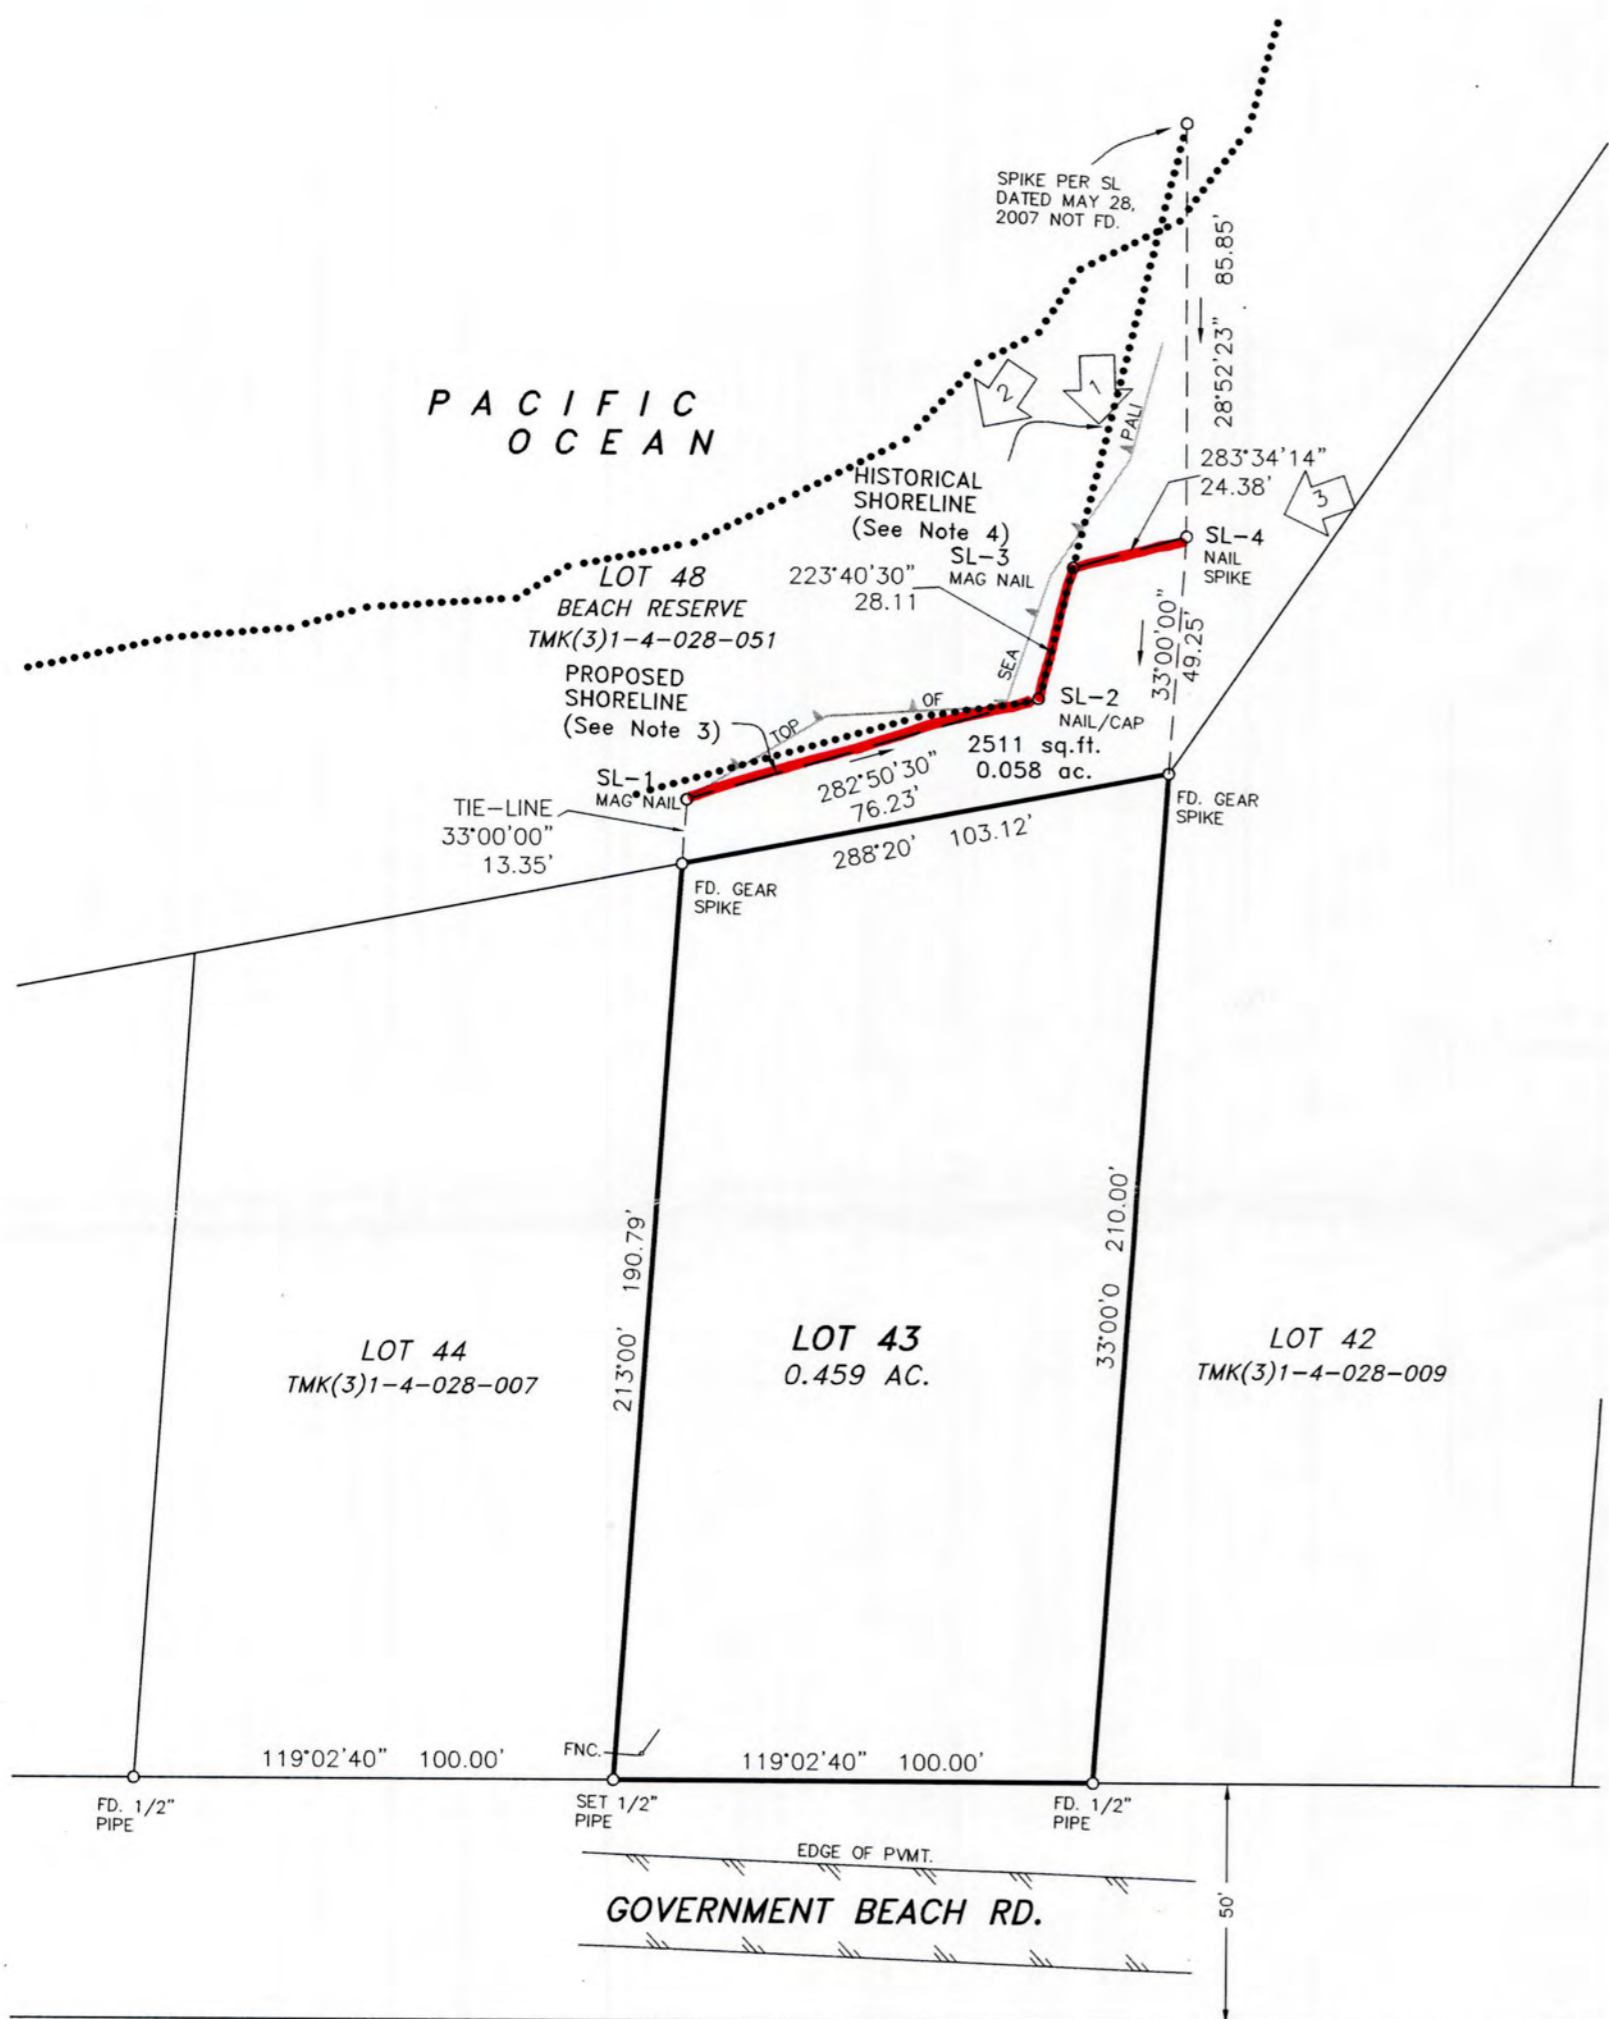 SPIKE PER SL
DATED MAY 28,
2007 NOT FD.
85.85'
28°52'23"
PACIFIC
OCEAN
2
1
PALI
283°34'14"
24.38'
3
HISTORICAL
SHORELINE
(See Note 4)
SL-3
MAG NAIL
SL-4
NAIL
SPIKE
223°40'30"
28.11
LOT 48
BEACH RESERVE
TMK(3)1-4-028-051
33°00'00"
49.25'
SEA
PROPOSED
SHORELINE
(See Note 3)
OF
TOP
SL-2
NAIL/CAP
2511 sq.ft.
0.058 ac.
SL-1
MAG NAIL
282°50'30"
76.23'
TIE-LINE
33°00'00"
13.35'
288°20' 103.12'
FD. GEAR
SPIKE
FD. GEAR
SPIKE
213°00' 190.79'
33°00'0 210.00'
LOT 44
TMK(3)1-4-028-007
LOT 43
0.459 AC.
LOT 42
TMK(3)1-4-028-009
119°02'40" 100.00'
FNC.
119°02'40" 100.00'
FD. 1/2"
PIPE
SET 1/2"
PIPE
FD. 1/2"
PIPE
EDGE OF PVMT.
GOVERNMENT BEACH RD.
50'